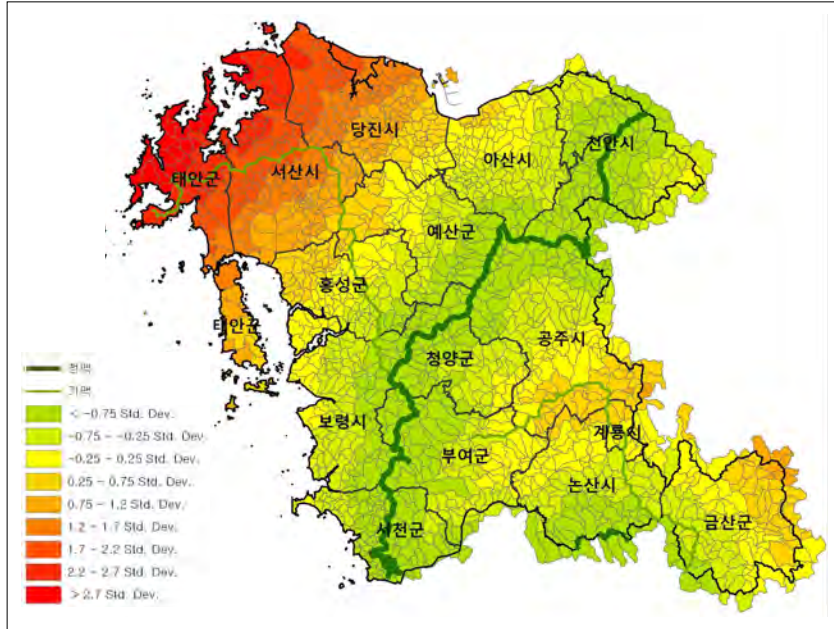 당진시
천안시
아산시
태안군
서산시
예산군
홍성군
태안군
공주시
청양군
보령시
계룡시
부여군
논산시
서천군
금산군
정맥
지맥
< -0.75 Std. Dev.
-0.75 - -0.25 Std. Dev.
-0.25 - 0.25 Std. Dev.
0.25 - 0.75 Std. Dev.
0.75 - 1.2 Std. Dev.
1.2 - 1.7 Std. Dev.
1.7 - 2.2 Std. Dev.
2.2 - 2.7 Std. Dev.
> 2.7 Std. Dev.